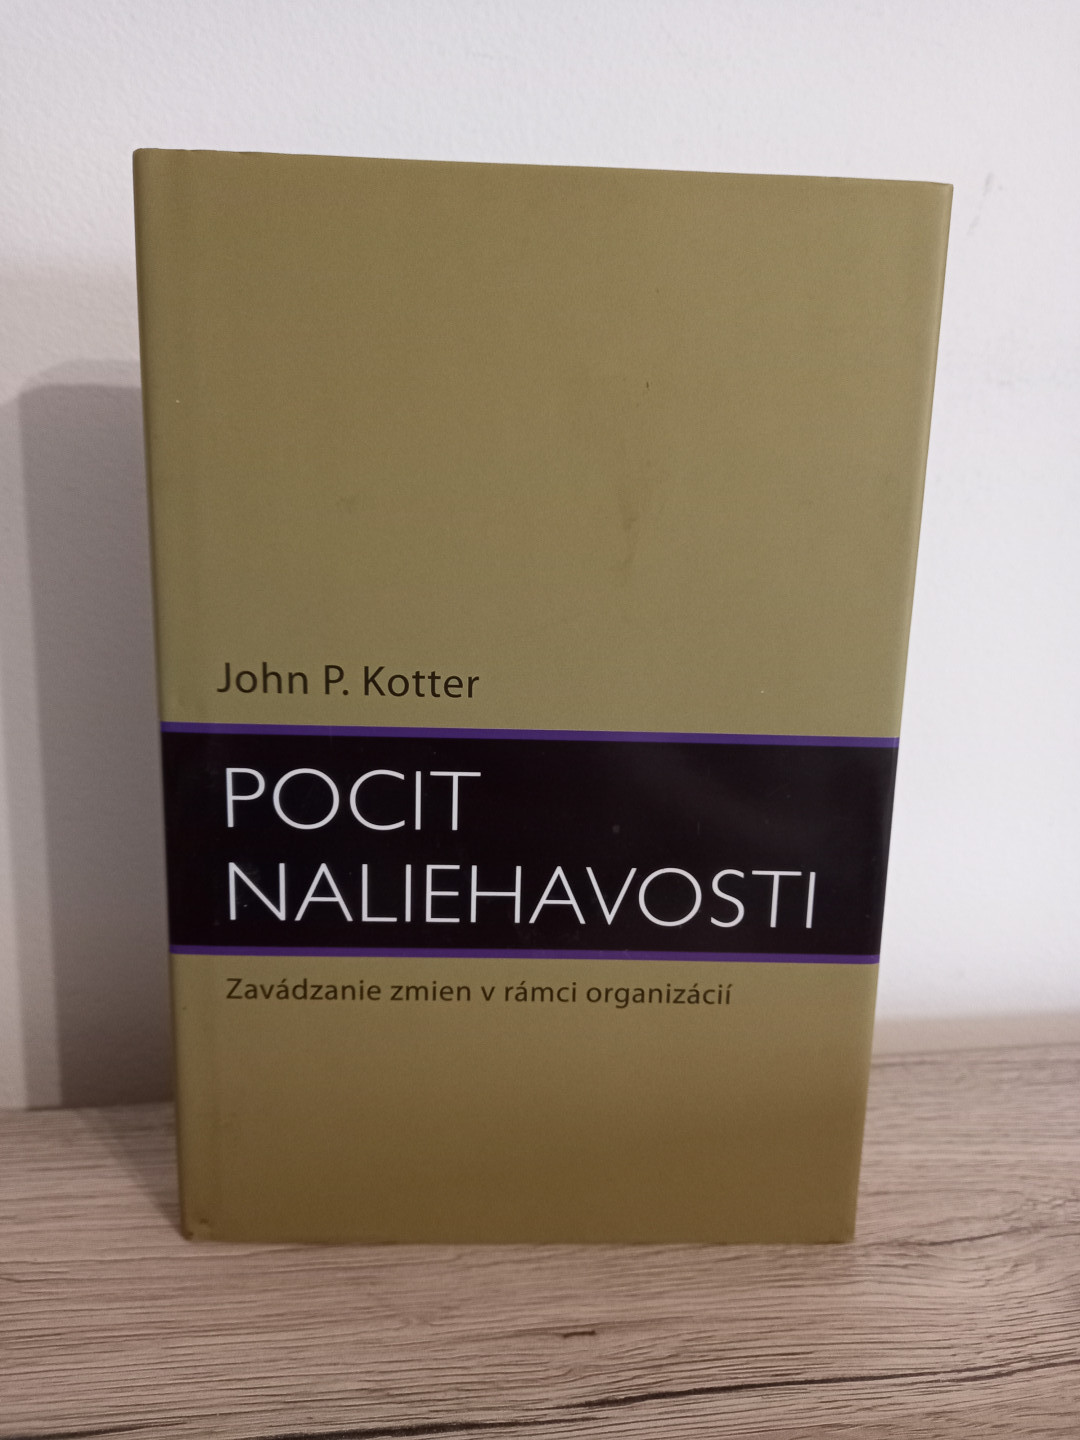 John P. Kotter
POCIT
NALIEHAVOSTI
Zavádzanie zmien v rámci organizácií